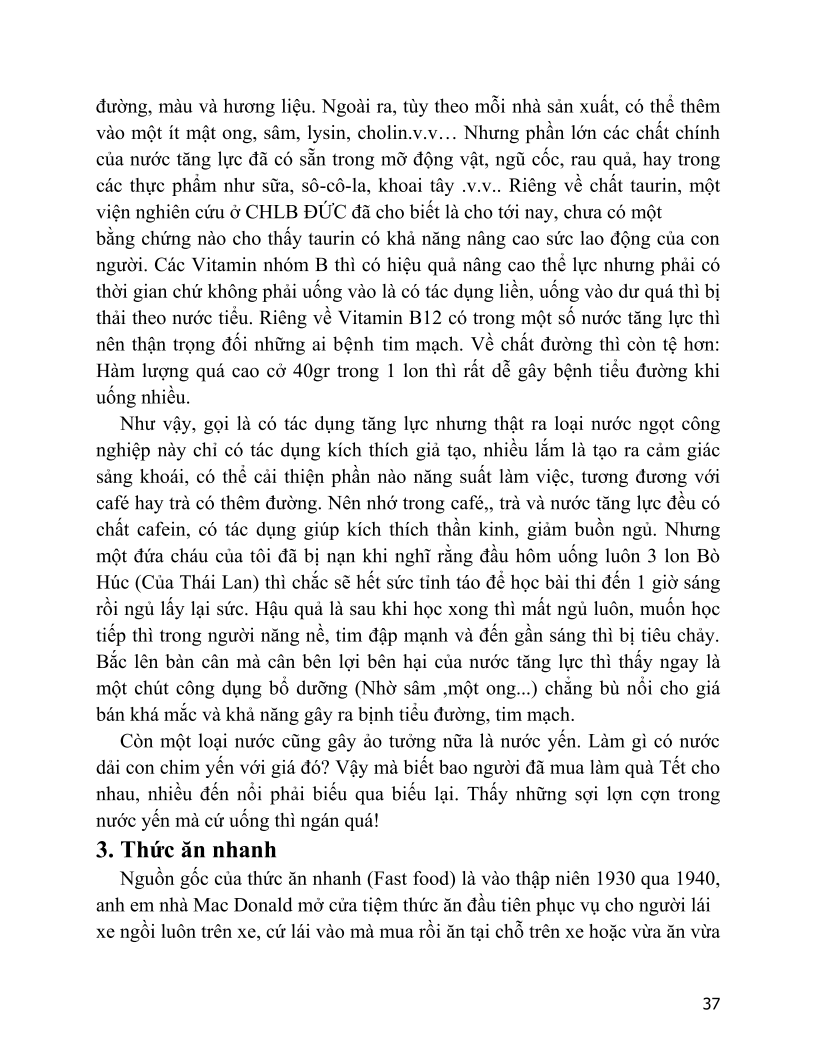 đường, màu và hương liệu. Ngoài ra, tùy theo mỗi nhà sản xuất, có thể thêm
vào một ít mật ong, sâm, lysin, cholin.v.v… Nhưng phần lớn các chất chính
của nước tăng lực đã có sẵn trong mỡ động vật, ngũ cốc, rau quả, hay trong
các thực phẩm như sữa, sô-cô-la, khoai tây .v.v.. Riêng về chất taurin, một
viện nghiên cứu ở CHLB ĐỨC đã cho biết là cho tới nay, chưa có một
bằng chứng nào cho thấy taurin có khả năng nâng cao sức lao động của con
người. Các Vitamin nhóm B thì có hiệu quả nâng cao thể lực nhưng phải có
thời gian chứ không phải uống vào là có tác dụng liền, uống vào dư quá thì bị
thải theo nước tiểu. Riêng về Vitamin B12 có trong một số nước tăng lực thì
nên thận trọng đối những ai bệnh tim mạch. Về chất đường thì còn tệ hơn:
Hàm lượng quá cao cở 40gr trong 1 lon thì rất dễ gây bệnh tiểu đường khi
uống nhiều.
Như vậy, gọi là có tác dụng tăng lực nhưng thật ra loại nước ngọt công
nghiệp này chỉ có tác dụng kích thích giả tạo, nhiều lắm là tạo ra cảm giác
sảng khoái, có thể cải thiện phần nào năng suất làm việc, tương đương với
café hay trà có thêm đường. Nên nhớ trong café,, trà và nước tăng lực đều có
chất cafein, có tác dụng giúp kích thích thần kinh, giảm buồn ngủ. Nhưng
một đứa cháu của tôi đã bị nạn khi nghĩ rằng đầu hôm uống luôn 3 lon Bò
Húc (Của Thái Lan) thì chắc sẽ hết sức tỉnh táo để học bài thi đến 1 giờ sáng
rồi ngủ lấy lại sức. Hậu quả là sau khi học xong thì mất ngủ luôn, muốn học
tiếp thì trong người năng nề, tim đập mạnh và đến gần sáng thì bị tiêu chảy.
Bắc lên bàn cân mà cân bên lợi bên hại của nước tăng lực thì thấy ngay là
một chút công dụng bổ dưỡng (Nhờ sâm ,một ong...) chẳng bù nổi cho giá
bán khá mắc và khả năng gây ra bịnh tiểu đường, tim mạch.
Còn một loại nước cũng gây ảo tưởng nữa là nước yến. Làm gì có nước
dải con chim yến với giá đó? Vậy mà biết bao người đã mua làm quà Tết cho
nhau, nhiều đến nổi phải biếu qua biếu lại. Thấy những sợi lợn cợn trong
nước yến mà cứ uống thì ngán quá!
3. Thức ăn nhanh
Nguồn gốc của thức ăn nhanh (Fast food) là vào thập niên 1930 qua 1940,
anh em nhà Mac Donald mở cửa tiệm thức ăn đầu tiên phục vụ cho người lái
xe ngồi luôn trên xe, cứ lái vào mà mua rồi ăn tại chỗ trên xe hoặc vừa ăn vừa
37